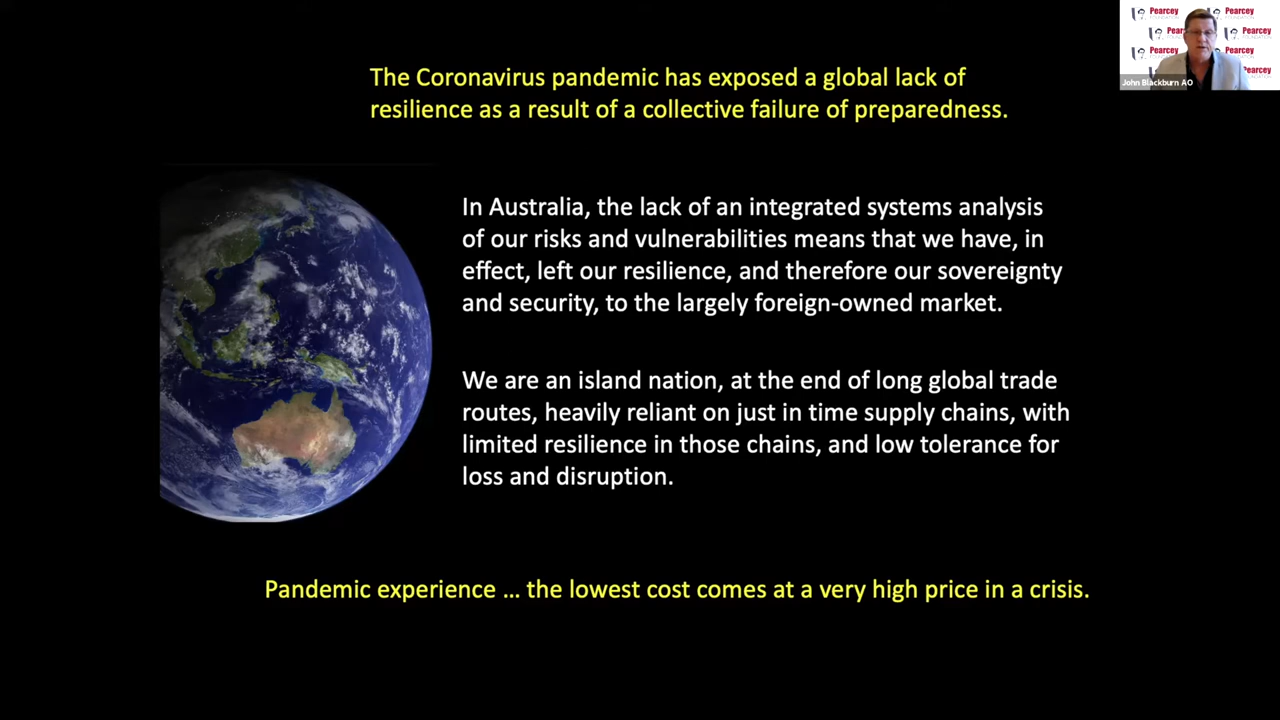 The Coronavirus pandemic has exposed a global lack of
resilience as a result of a collective failure of preparedness.
In Australia, the lack of an integrated systems analysis
of our risks and vulnerabilities means that we have, in
effect, left our resilience, and therefore our sovereignty
and security, to the largely foreign-owned market.
We are an island nation, at the end of long global trade
routes, heavily reliant on just in time supply chains, with
limited resilience in those chains, and low tolerance for
loss and disruption.
Pandemic experience ... the lowest cost comes at a very high price in a crisis.
Pearcey
Pearcey
Pearcey
Pearcey
Pearcey
John Blackburn AO